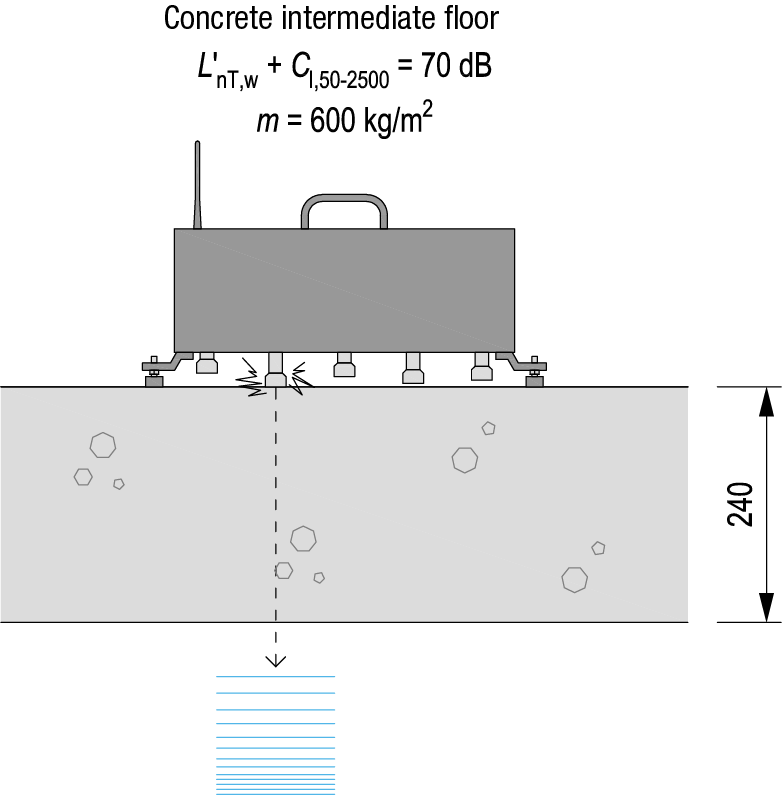 Concrete intermediate floor
L'nT,w + CI,50-2500 = 70 dB
m = 600 kg/m²
240